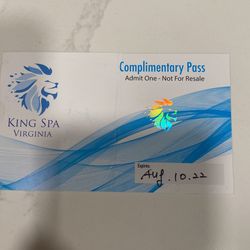 Complimentary Pass
Admit One - Not For Resale
KING SPA
VIRGINIA
Expires:
Aug. 10. 22